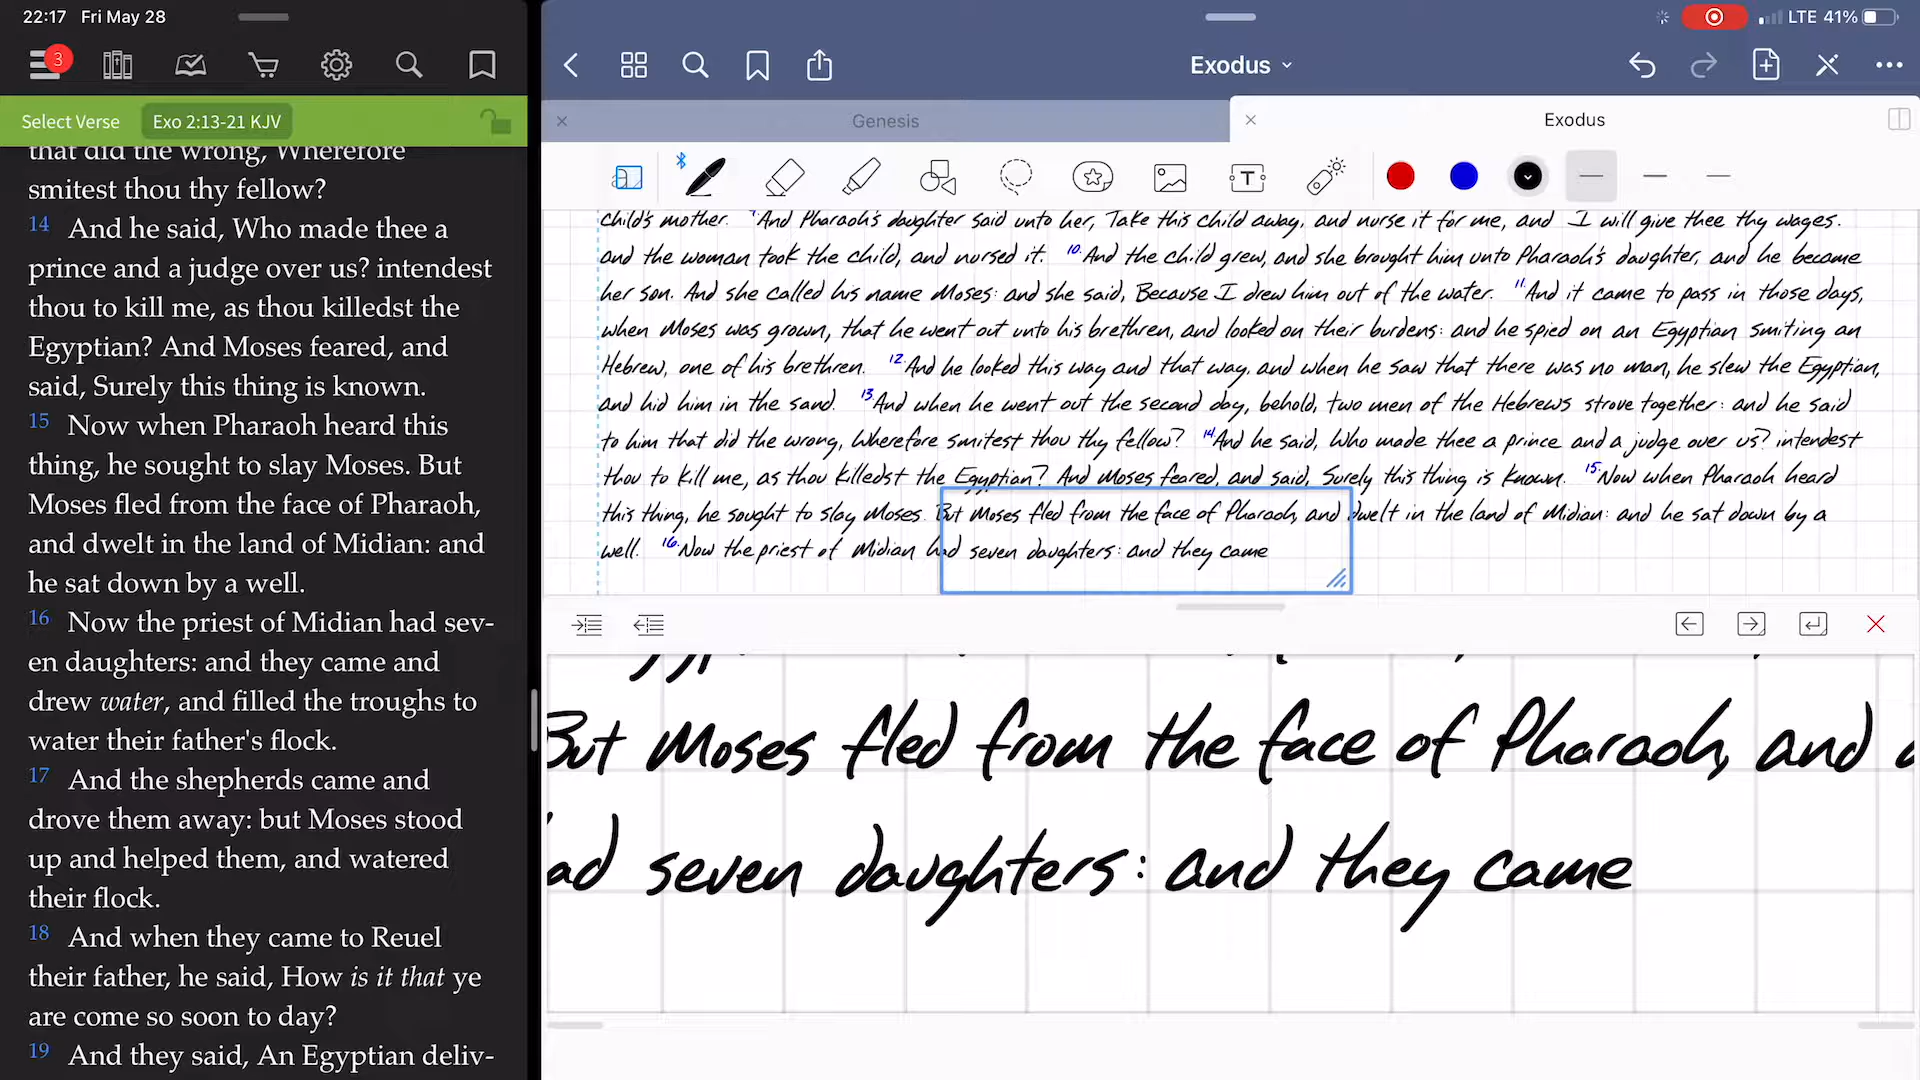 22:17 Fri May 28
LTE 41%
3
Exodus
Select Verse Exo 2:13-21 KJV
Genesis
Exodus
that did the wrong, Wherefore
smitest thou thy fellow?
14 And he said, Who made thee a
prince and a judge over us? intendest
thou to kill me, as thou killedst the
Egyptian? And Moses feared, and
said, Surely this thing is known.
15 Now when Pharaoh heard this
thing, he sought to slay Moses. But
Moses fled from the face of Pharaoh,
and dwelt in the land of Midian: and
he sat down by a well.
16 Now the priest of Midian had sev-
en daughters: and they came and
drew water, and filled the troughs to
water their father's flock.
17 And the shepherds came and
drove them away: but Moses stood
up and helped them, and watered
their flock.
18 And when they came to Reuel
their father, he said, How is it that ye
are come so soon to day?
19 And they said, An Egyptian deliv-
child's mother. And Pharaoh's daughter said unto her, Take this child away, and nurse it for me, and I will give thee thy wages.
and the woman took the child, and nursed it. 10. And the child grew, and she brought him unto Pharaoh's daughter, and he became
her son. And she called his name Moses: and she said, Because I drew him out of the water. 11. And it came to pass in those days,
when Moses was grown, that he went out unto his brethren, and looked on their burdens: and he spied on an Egyptian smiting an
Hebrew, one of his brethren. 12. And he looked this way and that way, and when he saw that there was no man, he slew the Egyptian,
and hid him in the sand. 13. And when he went out the second day, behold, two men of the Hebrews strove together: and he said
to him that did the wrong, Wherefore smitest thou thy fellow? 14. And he said, Who made thee a prince and a judge over us? intendest
thou to kill me, as thou killedst the Egyptian? And Moses feared, and said, Surely this thing is known. 15. Now when Pharaoh heard
this thing, he sought to slay Moses. But Moses fled from the face of Pharaoh, and dwelt in the land of Midian: and he sat down by a
well. 16. Now the priest of Midian had seven daughters: and they came
But Moses fled from the face of Pharaoh, and
ad seven daughters: and they came